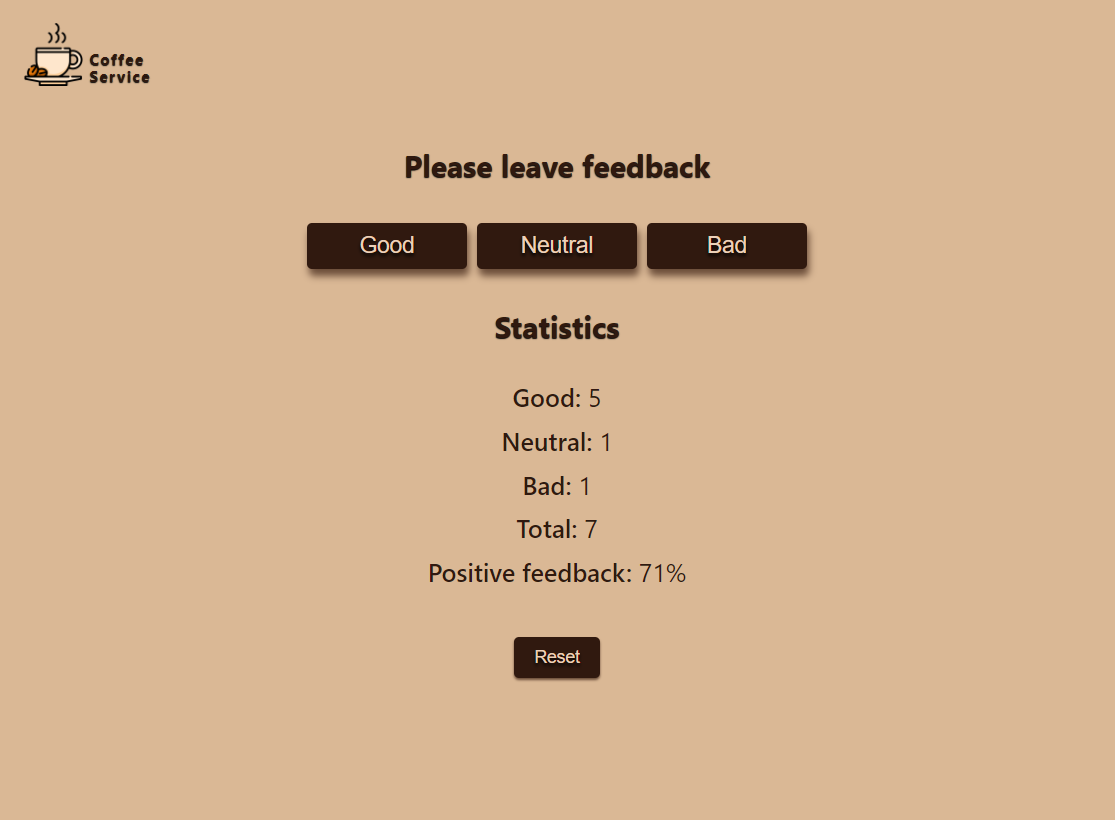 Coffee
Service
Please leave feedback
Good Neutral Bad
Statistics
Good: 5
Neutral: 1
Bad: 1
Total: 7
Positive feedback: 71%
Reset